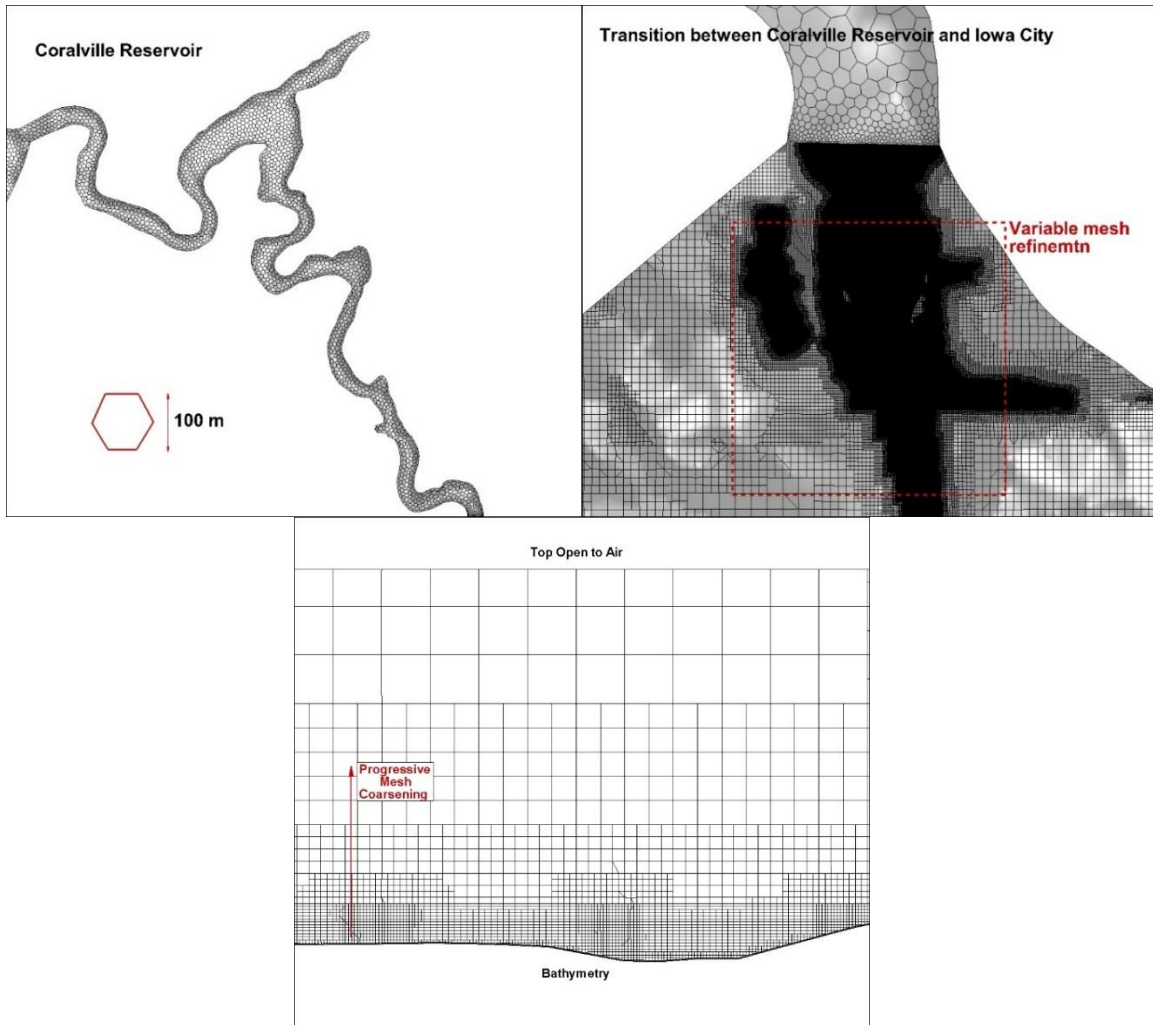 Coralville Reservoir
Transition between Coralville Reservoir and Iowa City
Variable mesh
refinemtn
100 m
Top Open to Air
Progressive
Mesh
Coarsening
Bathymetry